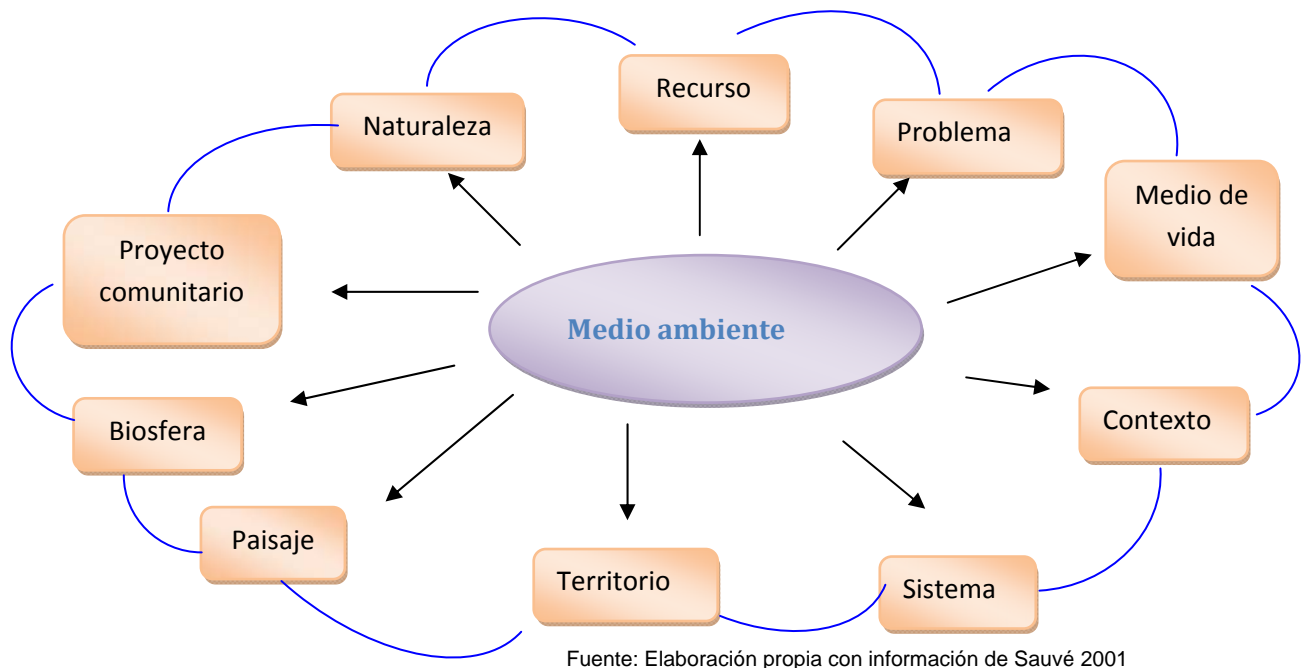 Recurso
Naturaleza
Problema
Medio de
vida
Proyecto
comunitario
Medio ambiente
Biosfera
Contexto
Paisaje
Territorio
Sistema
Fuente: Elaboración propia con información de Sauvé 2001